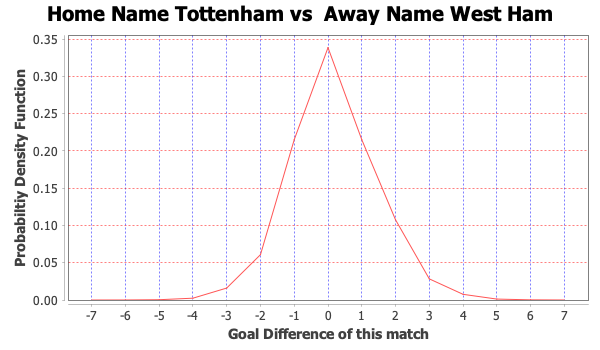 Home Name Tottenham vs  Away Name West Ham
0.35
0.30
0.25
0.20
0.15
0.10
0.05
0.00
Probabiltiy Density Function
-7 -6 -5 -4 -3 -2 -1 0 1 2 3 4 5 6 7
Goal Difference of this match